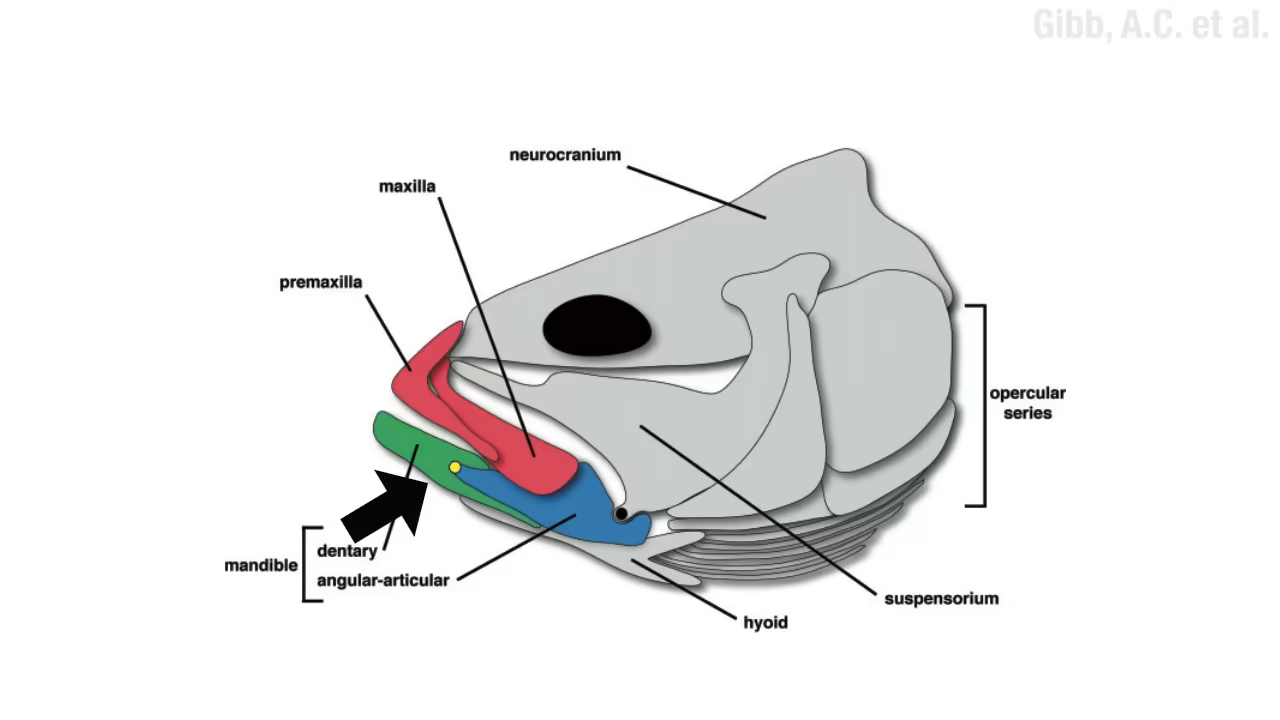 Gibb, A.C. et al.
neurocranium
maxilla
premaxilla
opercular
series
mandible
dentary
angular-articular
suspensorium
hyoid